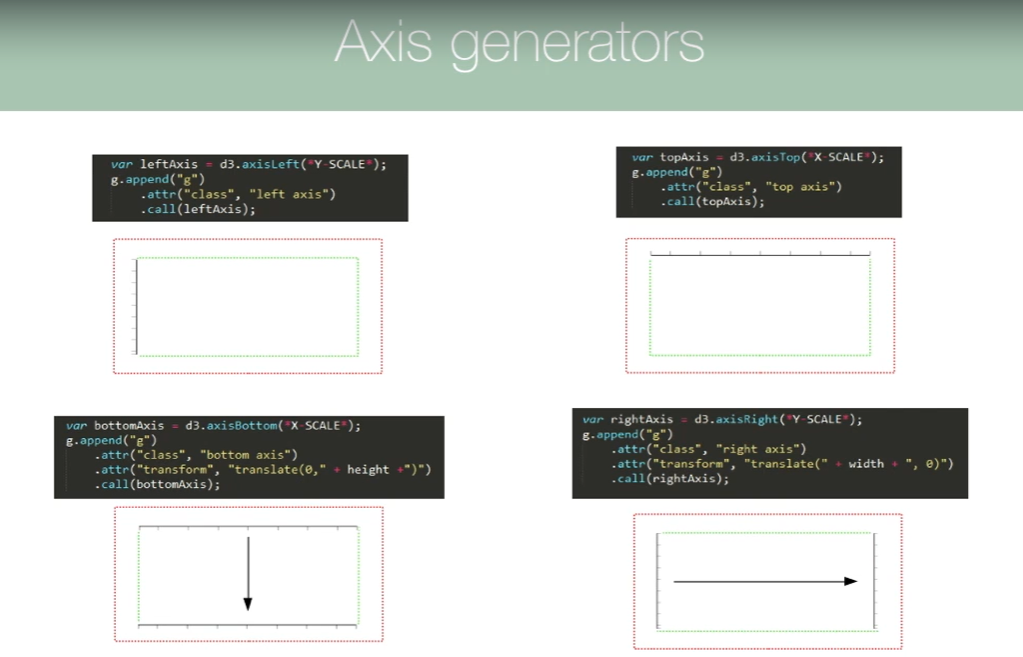 Axis generators
var leftAxis = d3.axisLeft(*Y-SCALE*);
g.append("g")
.attr("class", "left axis")
.call(leftAxis);
var topAxis = d3.axisTop(*X-SCALE*);
g.append("g")
.attr("class", "top axis")
.call(topAxis);
var bottomAxis = d3.axisBottom(*X-SCALE*);
g.append("g")
.attr("class", "bottom axis")
.attr("transform", "translate(0," + height +")")
.call(bottomAxis);
var rightAxis = d3.axisRight(*Y-SCALE*);
g.append("g")
.attr("class", "right axis")
.attr("transform", "translate(" + width + ", 0)")
.call(rightAxis);